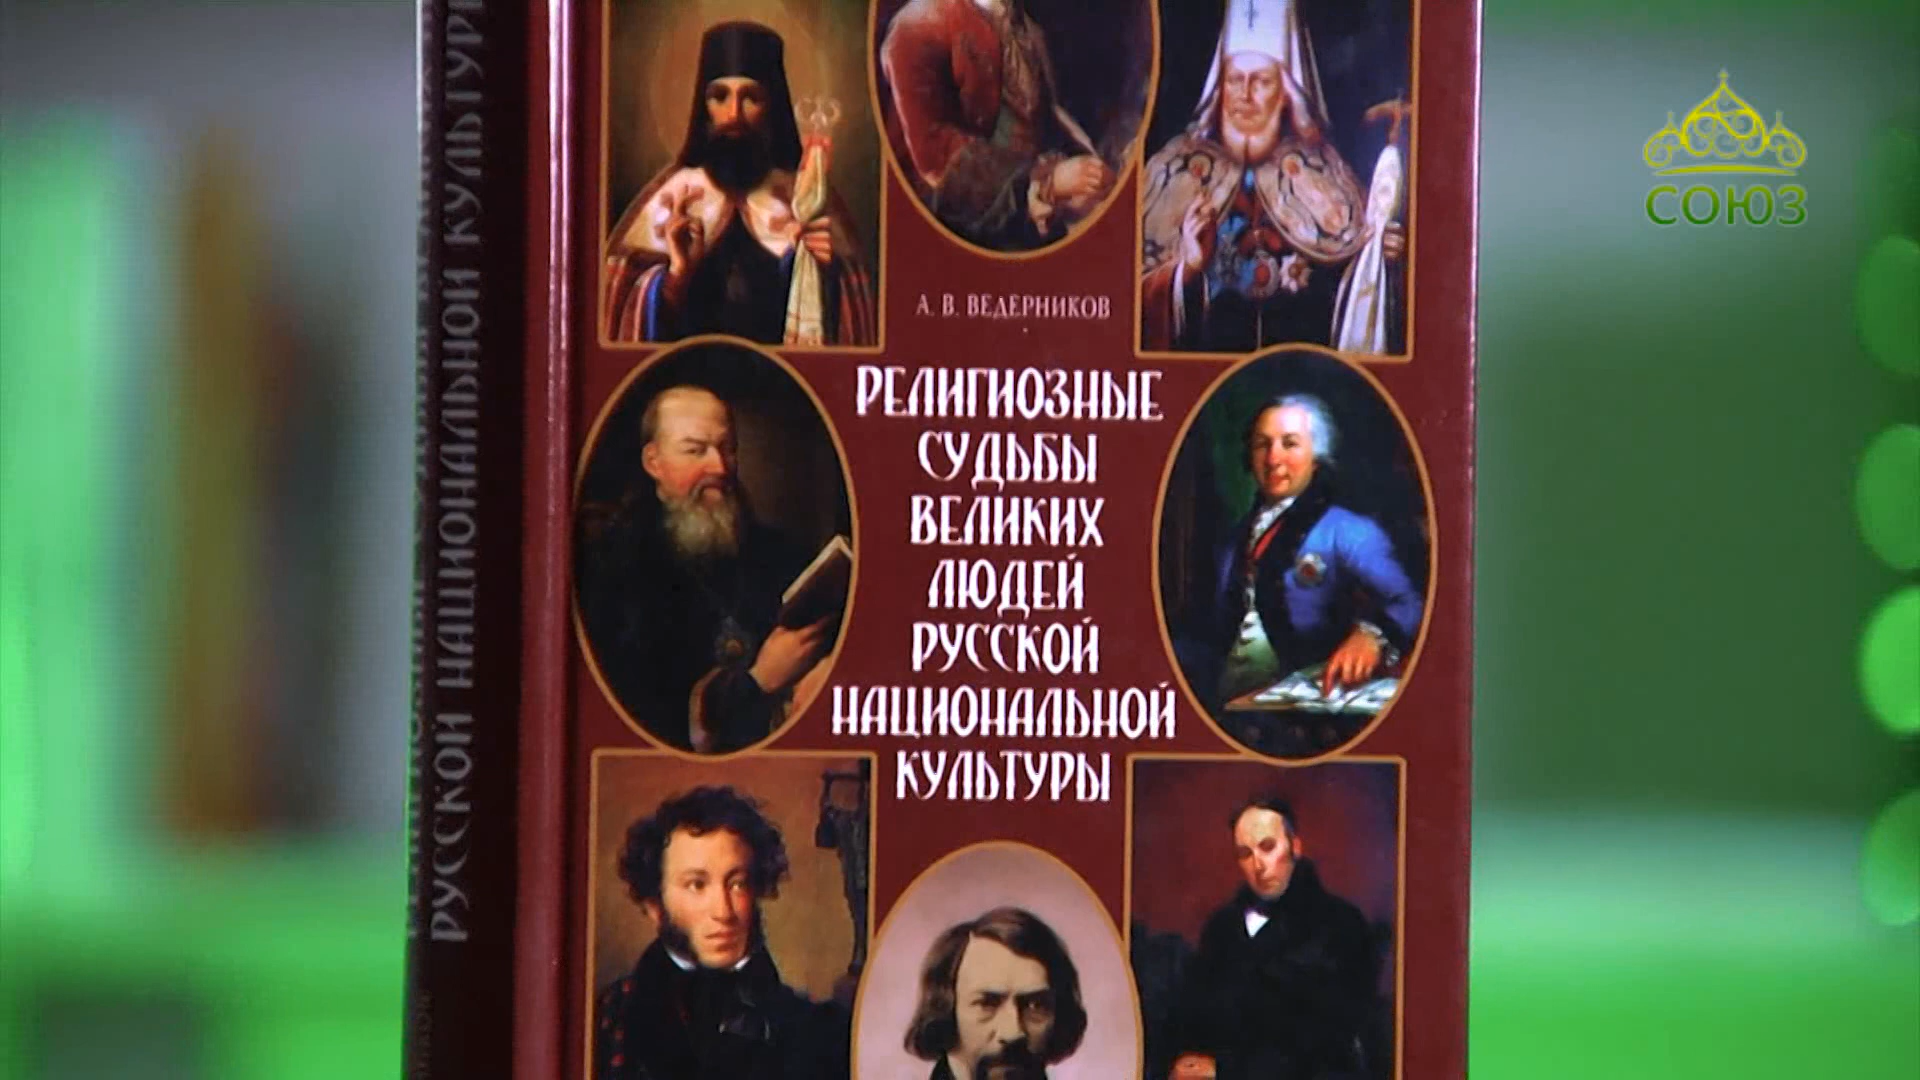 СОЮЗ
А. В. ВЕДЕРНИКОВ
РЕЛИГИОЗНЫЕ
СУДЬБЫ
ВЕЛИКИХ
ЛЮДЕЙ
РУССКОЙ
НАЦИОНАЛЬНОЙ
КУЛЬТУРЫ
РУССКОЙ НАЦИОНАЛЬНОЙ КУЛЬТУРЫ